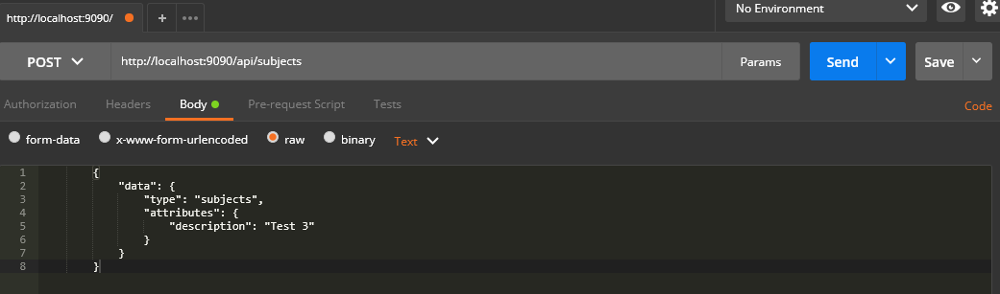 http://localhost:9090/ + ••• No Environment
POST http://localhost:9090/api/subjects Params Send Save
Authorization Headers Body Pre-request Script Tests Code
form-data x-www-form-urlencoded raw binary Text
1 {
2 "data": {
3 "type": "subjects",
4 "attributes": {
5 "description": "Test 3"
6 }
7 }
8 }